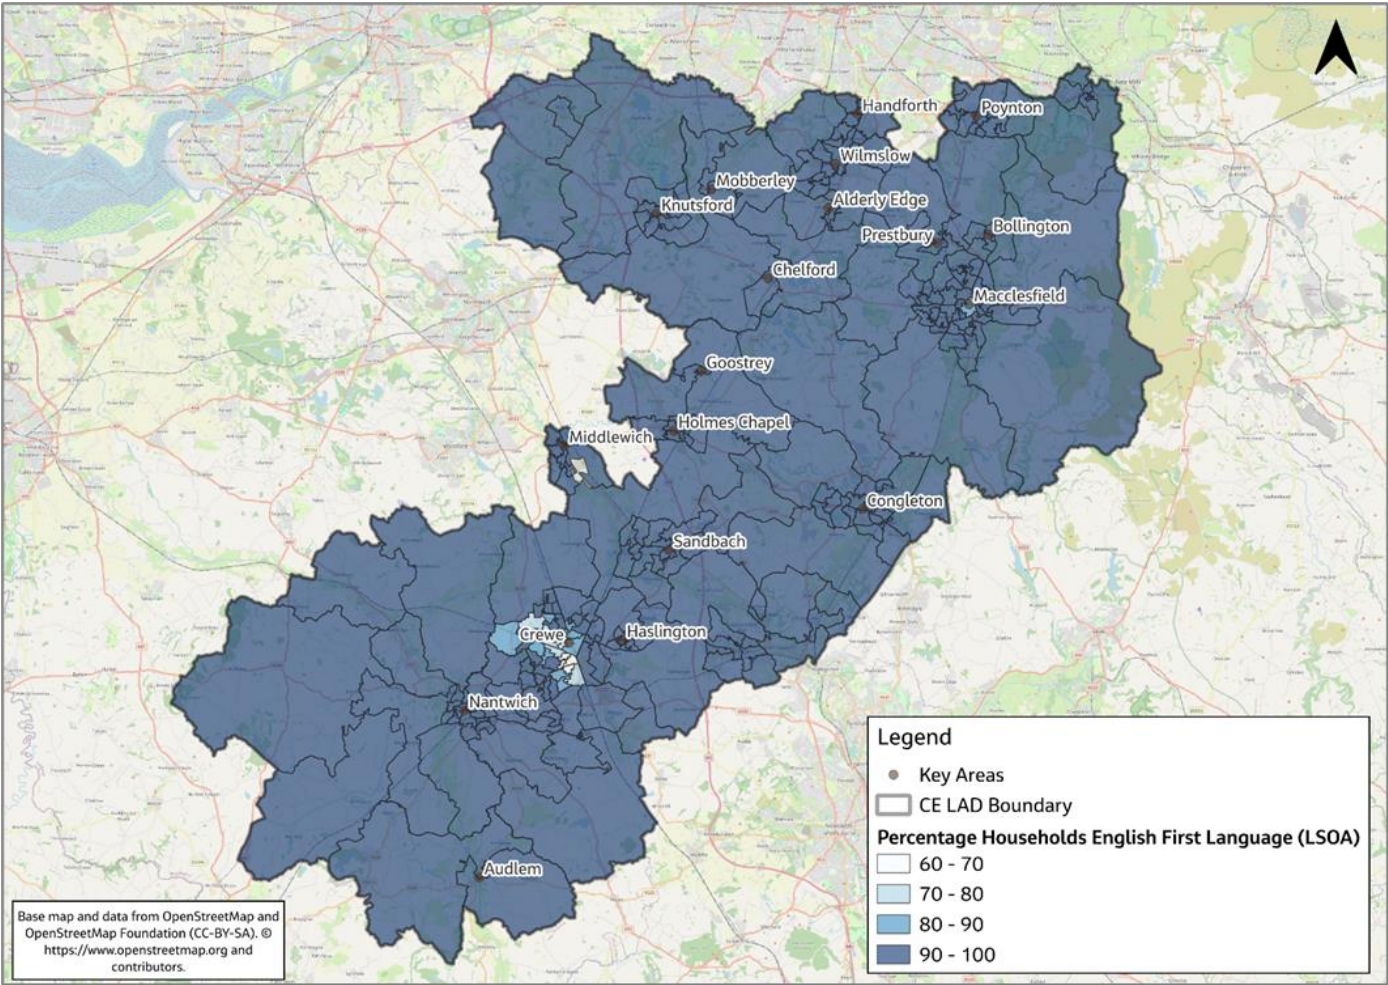 Handforth
Poynton
Wilmslow
Mobberley
Alderly Edge
Knutsford
Bollington
Prestbury
Chelford
Macclesfield
Goostrey
Holmes Chapel
Middlewich
Congleton
Sandbach
Crewe
Haslington
Nantwich
Audlem
Legend
Key Areas
CE LAD Boundary
Percentage Households English First Language (LSOA)
60 - 70
70 - 80
80 - 90
90 - 100
Base map and data from OpenStreetMap and
OpenStreetMap Foundation (CC-BY-SA). ©
https://www.openstreetmap.org and
contributors.